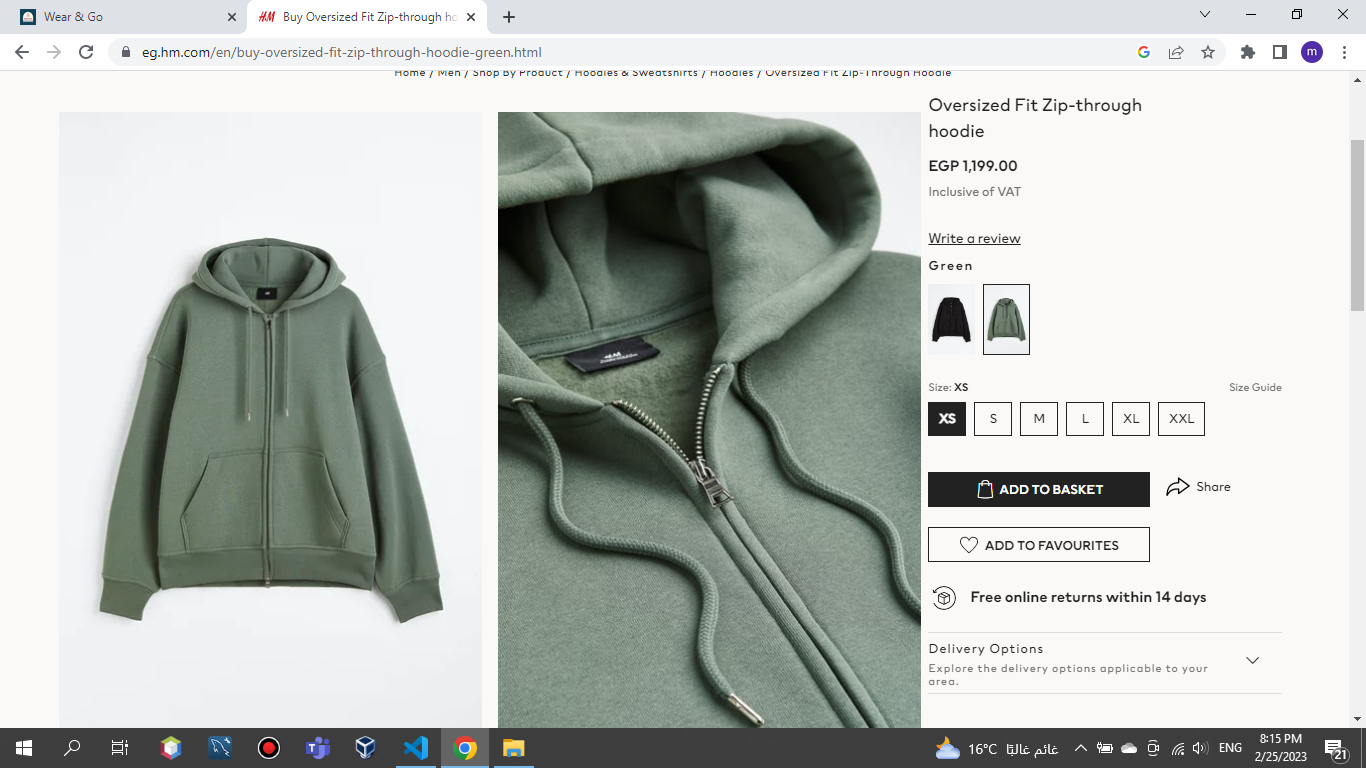 Wear & Go
H&M Buy Oversized Fit Zip-through ho
eg.hm.com/en/buy-oversized-fit-zip-through-hoodie-green.html
m
Home / Men / Shop By Product / Hoodies & Sweatshirts / Hoodies / Oversized Fit Zip-Through Hoodie
Oversized Fit Zip-through
hoodie
EGP 1,199.00
Inclusive of VAT
Write a review
Green
Size: XS
Size Guide
XS S M L XL XXL
ADD TO BASKET
Share
ADD TO FAVOURITES
Free online returns within 14 days
Delivery Options
Explore the delivery options applicable to your
area.
H&M
16°C غائم غالبًا
ENG
8:15 PM
2/25/2023
21